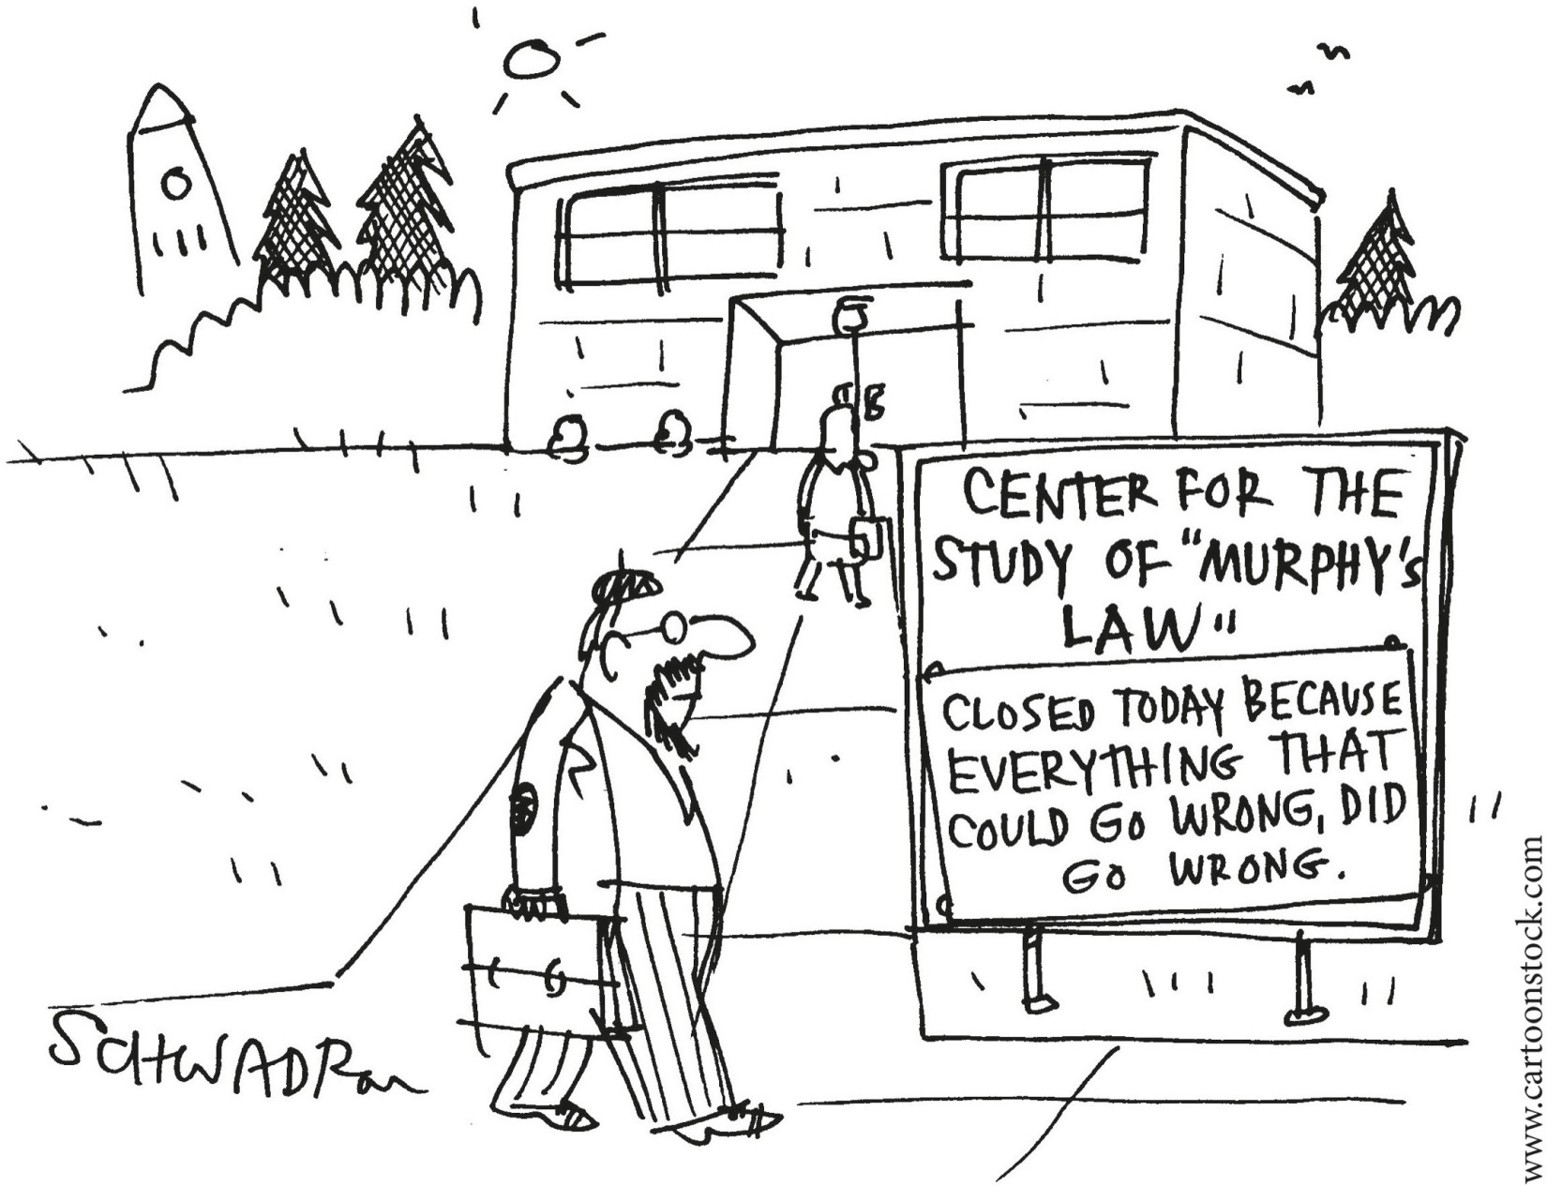 CENTER FOR THE
STUDY OF "MURPHY'S
LAW"
CLOSED TODAY BECAUSE
EVERYTHING THAT
COULD GO WRONG, DID
GO WRONG.
SCHWADRon
www.cartoonstock.com